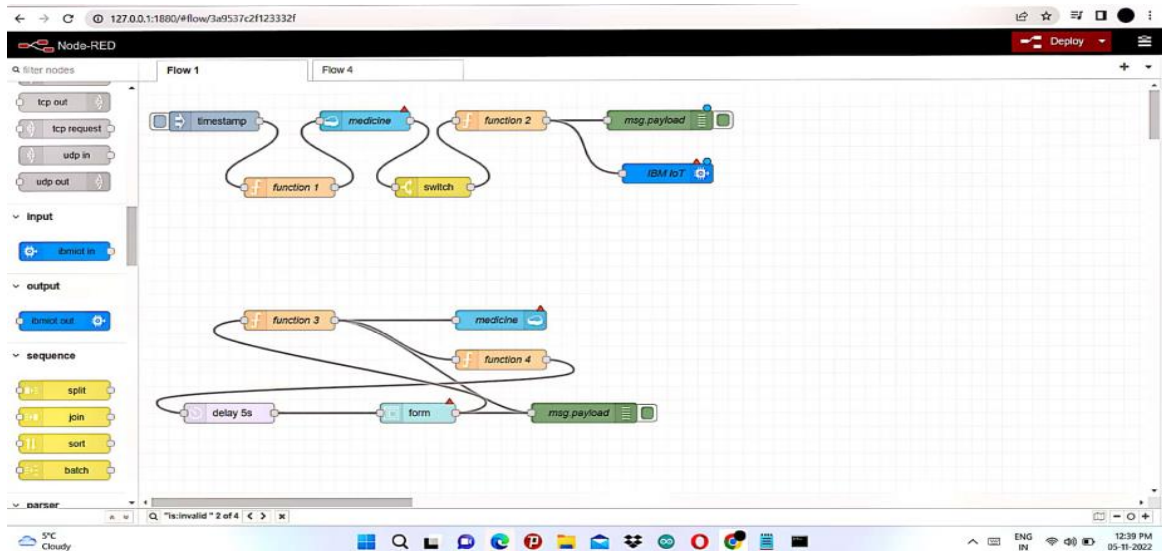 127.0.0.1:1880/#flow/3a9537c2f123332f
Node-RED
Deploy
filter nodes
Flow 1
Flow 4
tcp out
tcp request
udp in
udp out
input
ibmiot in
output
ibmiot out
sequence
split
join
sort
batch
parser
timestamp
medicine
function 2
msg.payload
function 1
switch
IBM IoT
function 3
medicine
function 4
delay 5s
form
msg.payload
"is:invalid " 2 of 4
5°C
Cloudy
ENG
IN
12:39 PM
05-11-2022